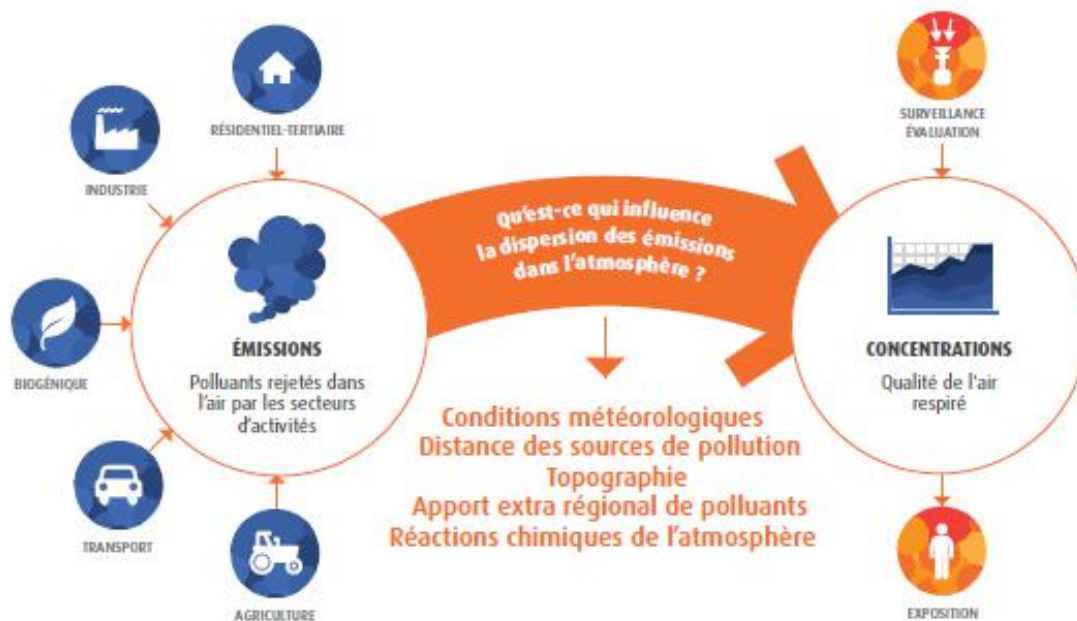 RÉSIDENTIEL-TERTIAIRE
INDUSTRIE
BIOGÉNIQUE
TRANSPORT
AGRICULTURE
ÉMISSIONS
Polluants rejetés dans
l'air par les secteurs
d'activités
Qu'est-ce qui influence
la dispersion des émissions
dans l'atmosphère ?
Conditions météorologiques
Distance des sources de pollution
Topographie
Apport extra régional de polluants
Réactions chimiques de l'atmosphère
SURVEILLANCE
ÉVALUATION
CONCENTRATIONS
Qualité de l'air
respiré
EXPOSITION